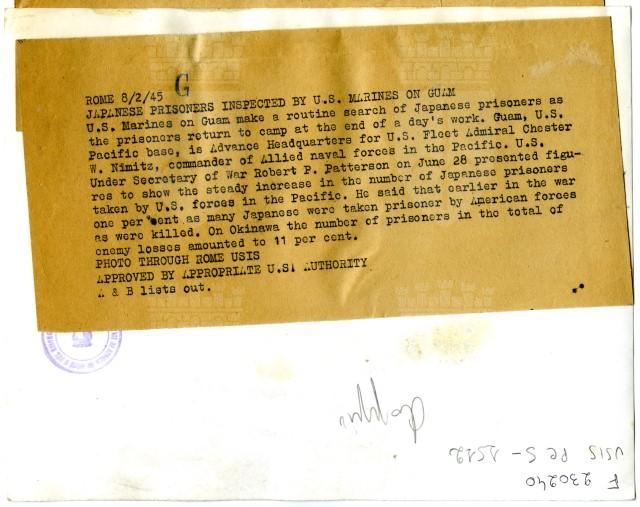 ROME 8/2/45 G
JAPANESE PRISONERS INSPECTED BY U.S. MARINES ON GUAM
U.S. Marines on Guam make a routine search of Japanese prisoners as
the prisoners return to camp at the end of a day's work. Guam, U.S.
Pacific base, is Advance Headquarters for U.S. Fleet Admiral Chester
W. Nimitz, commander of Allied naval forces in the Pacific. U.S.
Under Secretary of War Robert P. Patterson on June 28 presented figu-
res to show the steady increase in the number of Japanese prisoners
taken by U.S. forces in the Pacific. He said that earlier in the war
one per cent as many Japanese were taken prisoner by American forces
as were killed. On Okinawa the number of prisoners in the total of
enemy losses amounted to 11 per cent.
PHOTO THROUGH ROME USIS
APPROVED BY APPROPRIATE U.S. AUTHORITY
A & B lists out.
USIS PC S - 1512
F 230240